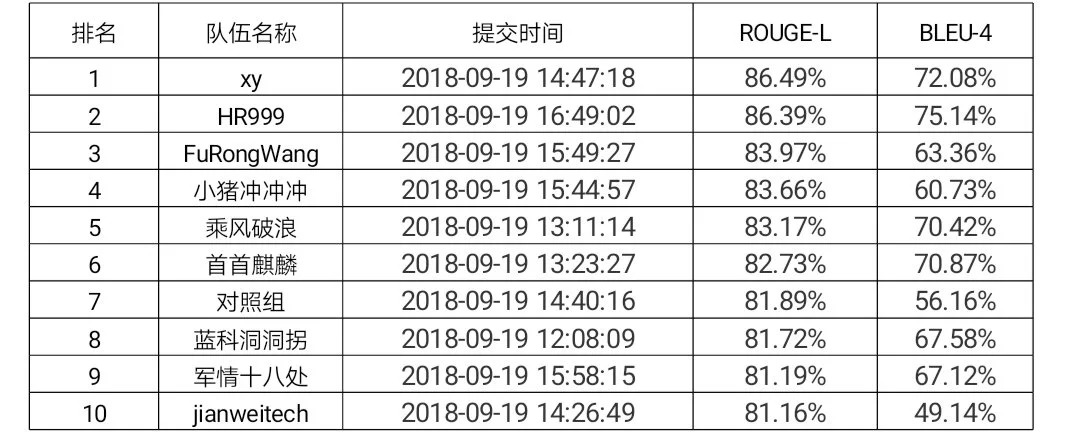 排名 队伍名称 提交时间 ROUGE-L BLEU-4
1 xy 2018-09-19 14:47:18 86.49% 72.08%
2 HR999 2018-09-19 16:49:02 86.39% 75.14%
3 FuRongWang 2018-09-19 15:49:27 83.97% 63.36%
4 小猪冲冲冲 2018-09-19 15:44:57 83.66% 60.73%
5 乘风破浪 2018-09-19 13:11:14 83.17% 70.42%
6 首首麒麟 2018-09-19 13:23:27 82.73% 70.87%
7 对照组 2018-09-19 14:40:16 81.89% 56.16%
8 蓝科洞洞拐 2018-09-19 12:08:09 81.72% 67.58%
9 军情十八处 2018-09-19 15:58:15 81.19% 67.12%
10 jianweitech 2018-09-19 14:26:49 81.16% 49.14%